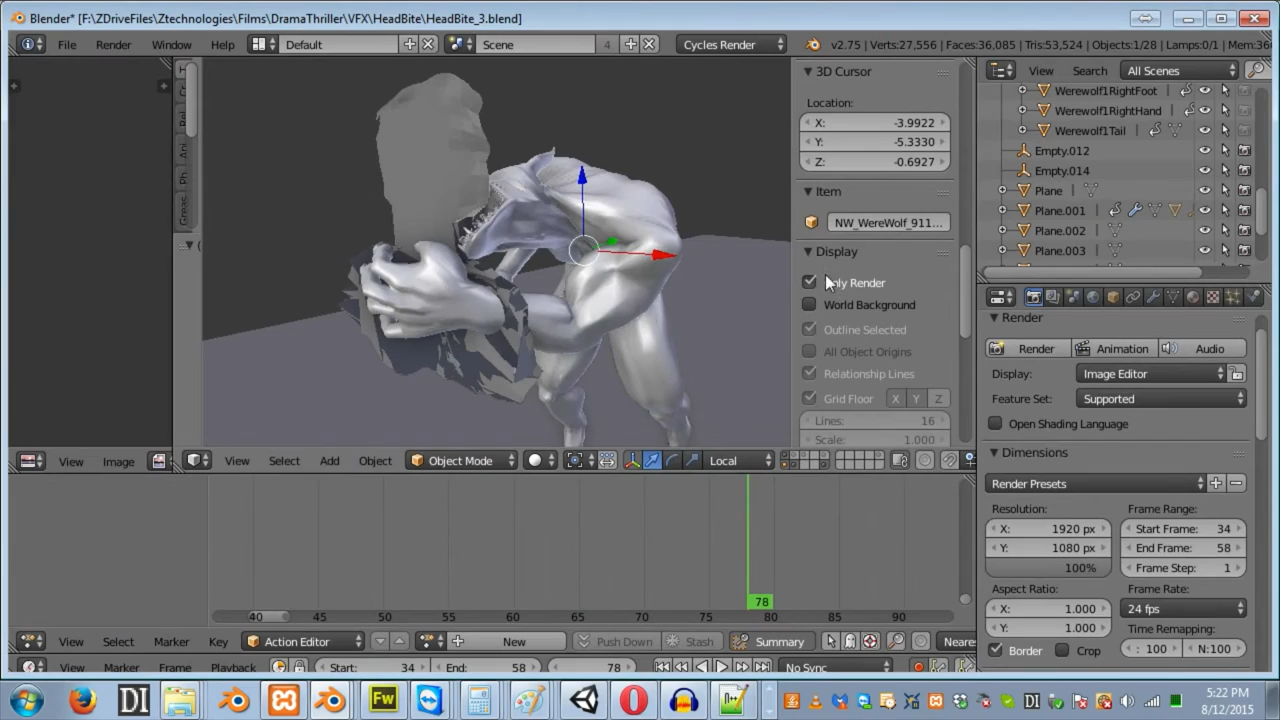 Blender* [F:\ZDriveFiles\Ztechnologies\Films\DramaThriller\VFX\HeadBite\HeadBite_3.blend]
File Render Window Help Default Scene 4 Cycles Render v2.75 | Verts:27,556 | Faces:36,085 | Tris:53,524 | Objects:1/28 | Lamps:0/1 |
3D Cursor
Location:
X: -3.9922
Y: -5.3330
Z: -0.6927
Item
NW_WereWolf_911...
Display
Only Render
World Background
Outline Selected
All Object Origins
Relationship Lines
Grid Floor X Y Z
Lines: 16
Scale: 1.000
View Search All Scenes
Werewolf1RightFoot
Werewolf1RightHand
Werewolf1Tail
Empty.012
Empty.014
Plane
Plane.001
Plane.002
Plane.003
Render
Render Animation Audio
Display: Image Editor
Feature Set: Supported
Open Shading Language
Dimensions
Render Presets
Resolution: Frame Range:
X: 1920 px Start Frame: 34
Y: 1080 px End Frame: 58
100% Frame Step: 1
Aspect Ratio: Frame Rate:
X: 1.000 24 fps
Y: 1.000 Time Remapping:
Border Crop : 100 N:100
View Image View Select Add Object Object Mode Local
78
40 45 50 55 60 65 70 75 80 85 90
View Select Marker Key Action Editor New Push Down Stash Summary
View Marker Frame Playback Start: 34 End: 58 78 No Sync
DI Fw DI
5:22 PM
8/12/2015